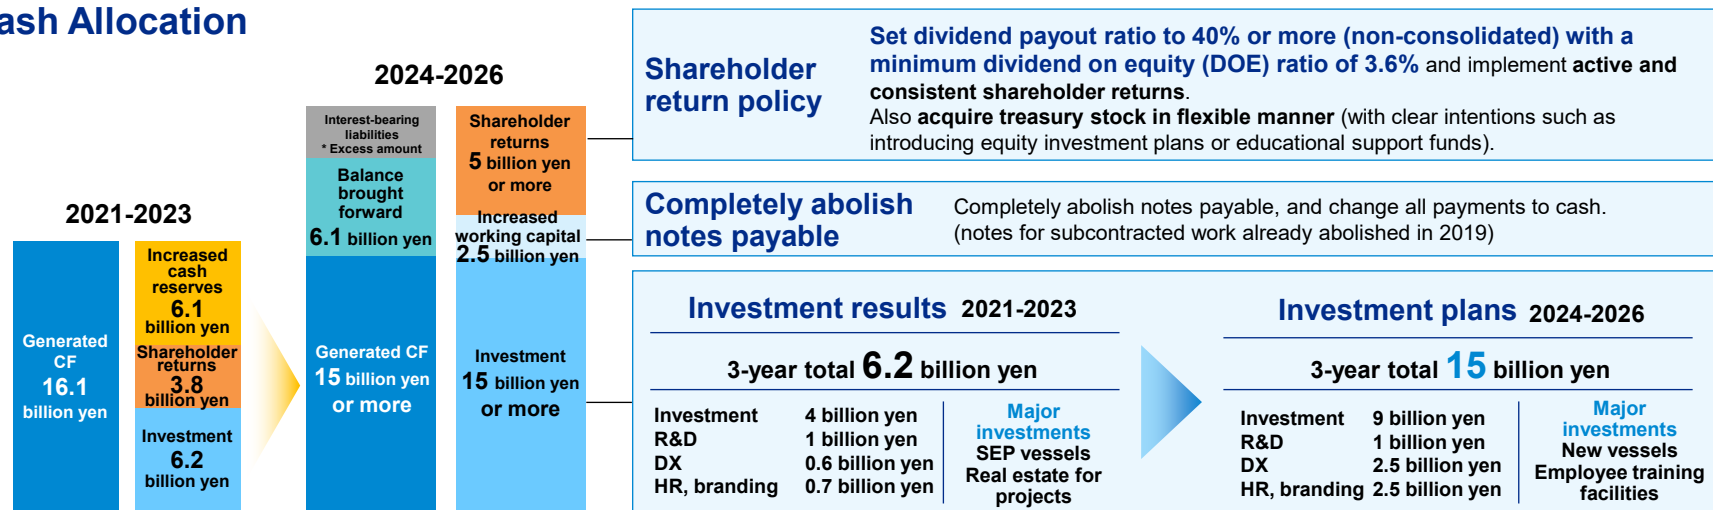 ash Allocation
2021-2023
Generated
CF
16.1
billion yen
Increased
cash
reserves
6.1
billion yen
Shareholder
returns
3.8
billion yen
Investment
6.2
billion yen
2024-2026
Interest-bearing
liabilities
* Excess amount
Balance
brought
forward
6.1 billion yen
Generated CF
15 billion yen
or more
Shareholder
returns
5 billion yen
or more
Increased
working capital
2.5 billion yen
Investment
15 billion yen
or more
Shareholder
return policy
Set dividend payout ratio to 40% or more (non-consolidated) with a
minimum dividend on equity (DOE) ratio of 3.6% and implement active and
consistent shareholder returns.
Also acquire treasury stock in flexible manner (with clear intentions such as
introducing equity investment plans or educational support funds).
Completely abolish
notes payable
Completely abolish notes payable, and change all payments to cash.
(notes for subcontracted work already abolished in 2019)
Investment results 2021-2023
3-year total 6.2 billion yen
Investment 4 billion yen
R&D 1 billion yen
DX 0.6 billion yen
HR, branding 0.7 billion yen
Major
investments
SEP vessels
Real estate for
projects
Investment plans 2024-2026
3-year total 15 billion yen
Investment 9 billion yen
R&D 1 billion yen
DX 2.5 billion yen
HR, branding 2.5 billion yen
Major
investments
New vessels
Employee training
facilities